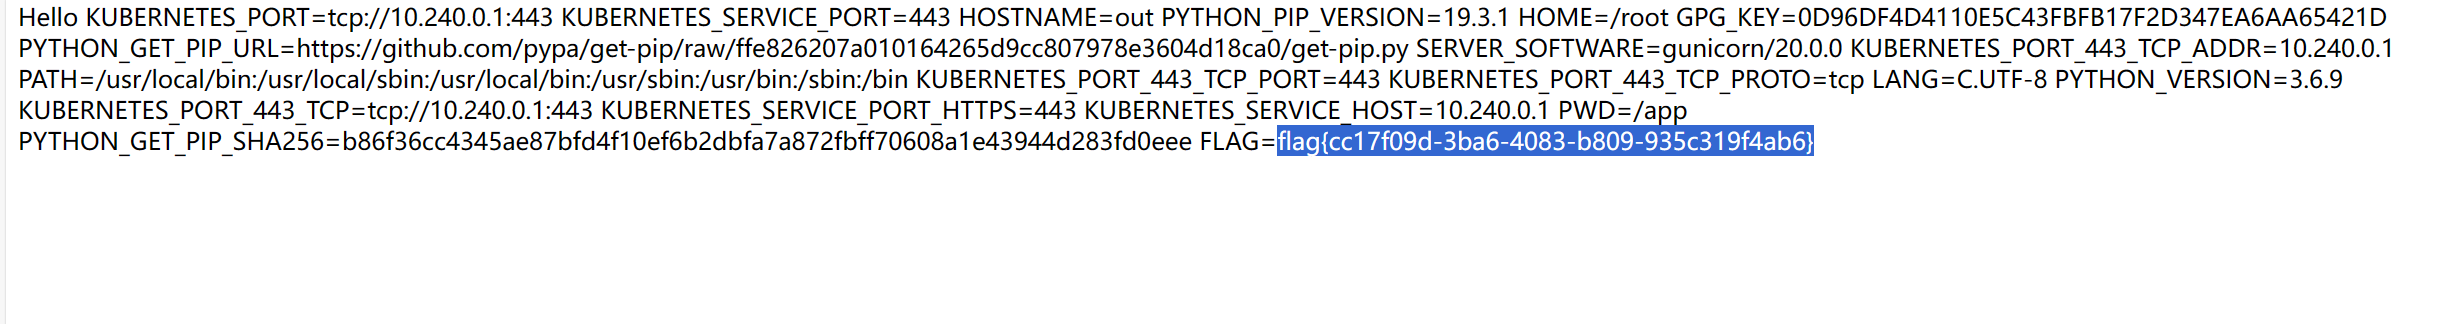 Hello KUBERNETES_PORT=tcp://10.240.0.1:443 KUBERNETES_SERVICE_PORT=443 HOSTNAME=out PYTHON_PIP_VERSION=19.3.1 HOME=/root GPG_KEY=0D96DF4D4110E5C43FBFB17F2D347EA6AA65421D
PYTHON_GET_PIP_URL=https://github.com/pypa/get-pip/raw/ffe826207a010164265d9cc807978e3604d18ca0/get-pip.py SERVER_SOFTWARE=gunicorn/20.0.0 KUBERNETES_PORT_443_TCP_ADDR=10.240.0.1
PATH=/usr/local/bin:/usr/local/sbin:/usr/local/bin:/usr/sbin:/usr/bin:/sbin:/bin KUBERNETES_PORT_443_TCP_PORT=443 KUBERNETES_PORT_443_TCP_PROTO=tcp LANG=C.UTF-8 PYTHON_VERSION=3.6.9
KUBERNETES_PORT_443_TCP=tcp://10.240.0.1:443 KUBERNETES_SERVICE_PORT_HTTPS=443 KUBERNETES_SERVICE_HOST=10.240.0.1 PWD=/app
PYTHON_GET_PIP_SHA256=b86f36cc4345ae87bfd4f10ef6b2dbfa7a872fbff70608a1e43944d283fd0eee FLAG=flag{cc17f09d-3ba6-4083-b809-935c319f4ab6}